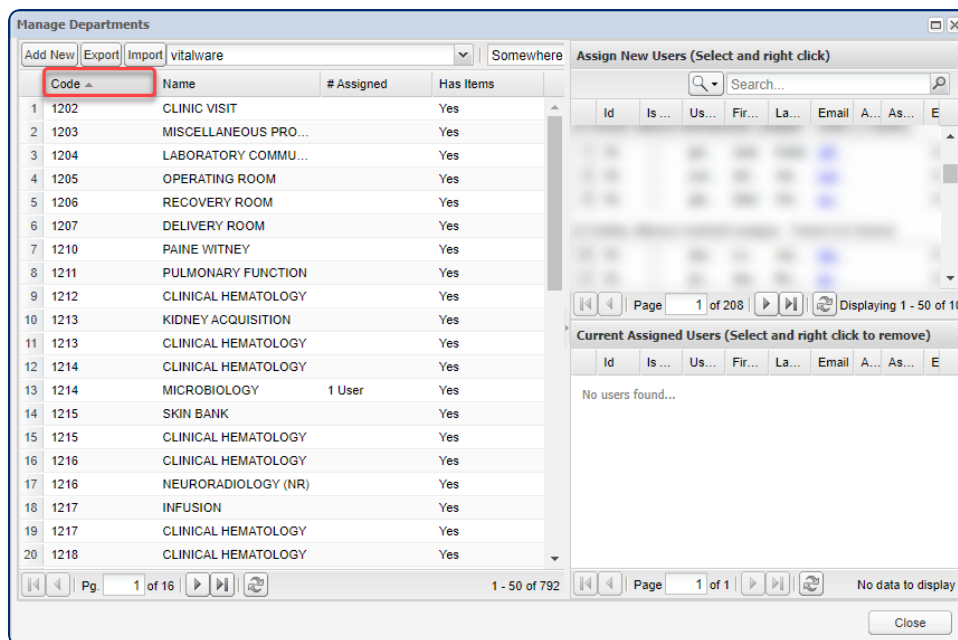 Manage Departments
Add New Export Import vitalware Somewhere
Code Name # Assigned Has Items
1 1202 CLINIC VISIT Yes
2 1203 MISCELLANEOUS PRO... Yes
3 1204 LABORATORY COMMU... Yes
4 1205 OPERATING ROOM Yes
5 1206 RECOVERY ROOM Yes
6 1207 DELIVERY ROOM Yes
7 1210 PAINE WITNEY Yes
8 1211 PULMONARY FUNCTION Yes
9 1212 CLINICAL HEMATOLOGY Yes
10 1213 KIDNEY ACQUISITION Yes
11 1213 CLINICAL HEMATOLOGY Yes
12 1214 CLINICAL HEMATOLOGY Yes
13 1214 MICROBIOLOGY 1 User Yes
14 1215 SKIN BANK Yes
15 1215 CLINICAL HEMATOLOGY Yes
16 1216 CLINICAL HEMATOLOGY Yes
17 1216 NEURORADIOLOGY (NR) Yes
18 1217 INFUSION Yes
19 1217 CLINICAL HEMATOLOGY Yes
20 1218 CLINICAL HEMATOLOGY Yes
Pg. 1 of 16 1 - 50 of 792
Assign New Users (Select and right click)
Search...
Id Is ... Us... Fir... La... Email A... As... E
Page 1 of 208 Displaying 1 - 50 of 10
Current Assigned Users (Select and right click to remove)
Id Is ... Us... Fir... La... Email A... As... E
No users found...
Page 1 of 1 No data to display
Close